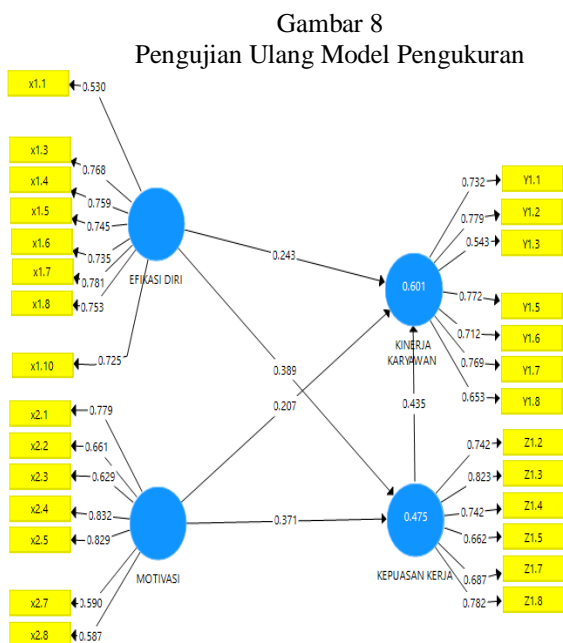 Gambar 8
Pengujian Ulang Model Pengukuran
x1.1
0.530
x1.3
0.768
x1.4
0.759
x1.5
0.745
x1.6
0.735
x1.7
0.781
x1.8
0.753
x1.10
0.725
EFIKASI DIRI
0.243
0.389
0.207
0.371
0.435
x2.1
0.779
x2.2
0.661
x2.3
0.629
x2.4
0.832
x2.5
0.829
x2.7
0.590
x2.8
0.587
MOTIVASI
0.601
KINERJA
KARYAWAN
0.732
Y1.1
0.779
Y1.2
0.543
Y1.3
0.772
Y1.5
0.712
Y1.6
0.769
Y1.7
0.653
Y1.8
0.475
KEPUASAN KERJA
0.742
Z1.2
0.823
Z1.3
0.742
Z1.4
0.662
Z1.5
0.687
Z1.7
0.782
Z1.8